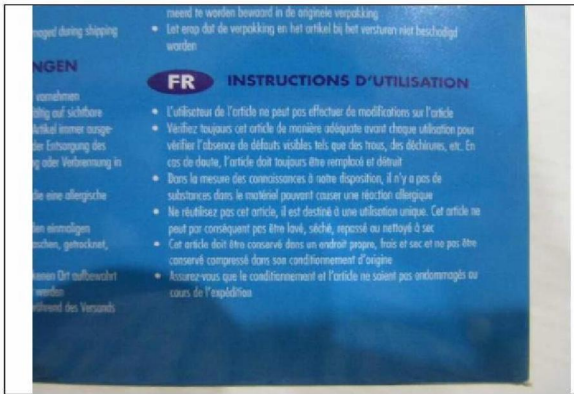 meerd te worden bewaard in de originele verpakking
Let erop dat de verpakking en het artikel bij het versturen niet beschadigd
worden
maged during shipping
NGEN
vornehmen
ltig auf sichtbare
Artikel immer ausge-
der Entsorgung des
g oder Verbrennung in
die eine allergische
den einmaligen
aschen, getrocknet,
kenen Ort aufbewahrt
werden
während des Versands
FR INSTRUCTIONS D'UTILISATION
• L'utilisateur de l'article ne peut pas effectuer de modifications sur l'article
• Vérifiez toujours cet article de manière adéquate avant chaque utilisation pour
vérifier l'absence de défauts visibles tels que des trous, des déchirures, etc. En
cas de doute, l'article doit toujours être remplacé et détruit
• Dans la mesure des connaissances à notre disposition, il n'y a pas de
substances dans le matériel pouvant causer une réaction allergique
• Ne réutilisez pas cet article, il est destiné à une utilisation unique. Cet article ne
peut par conséquent pas être lavé, séché, repassé ou nettoyé à sec
• Cet article doit être conservé dans un endroit propre, frais et sec et ne pas être
conservé compressé dans son conditionnement d'origine
• Assurez-vous que le conditionnement et l'article ne soient pas endommagés au
cours de l'expédition